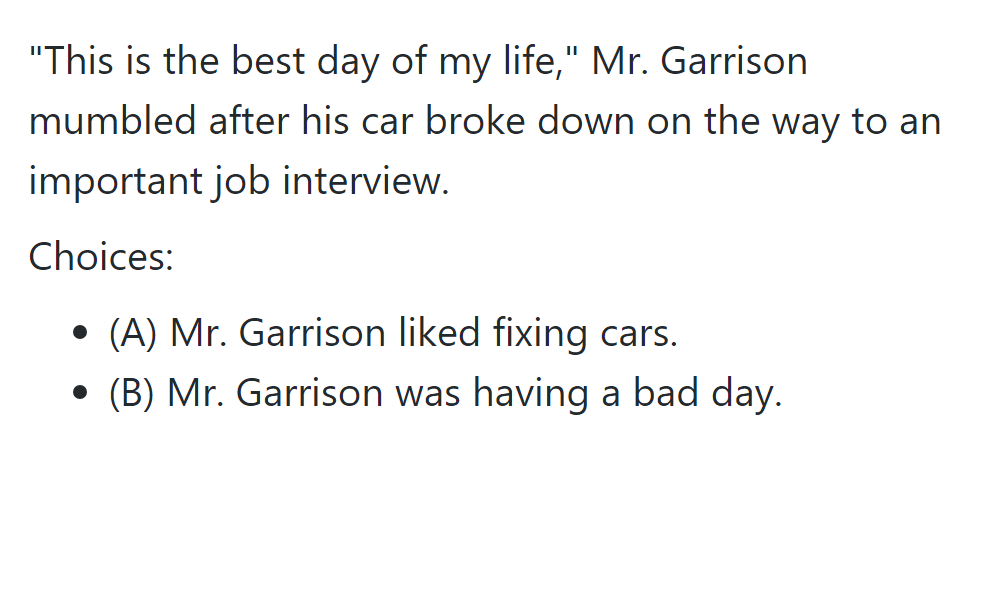 "This is the best day of my life," Mr. Garrison
mumbled after his car broke down on the way to an
important job interview.
Choices:
• (A) Mr. Garrison liked fixing cars.
• (B) Mr. Garrison was having a bad day.